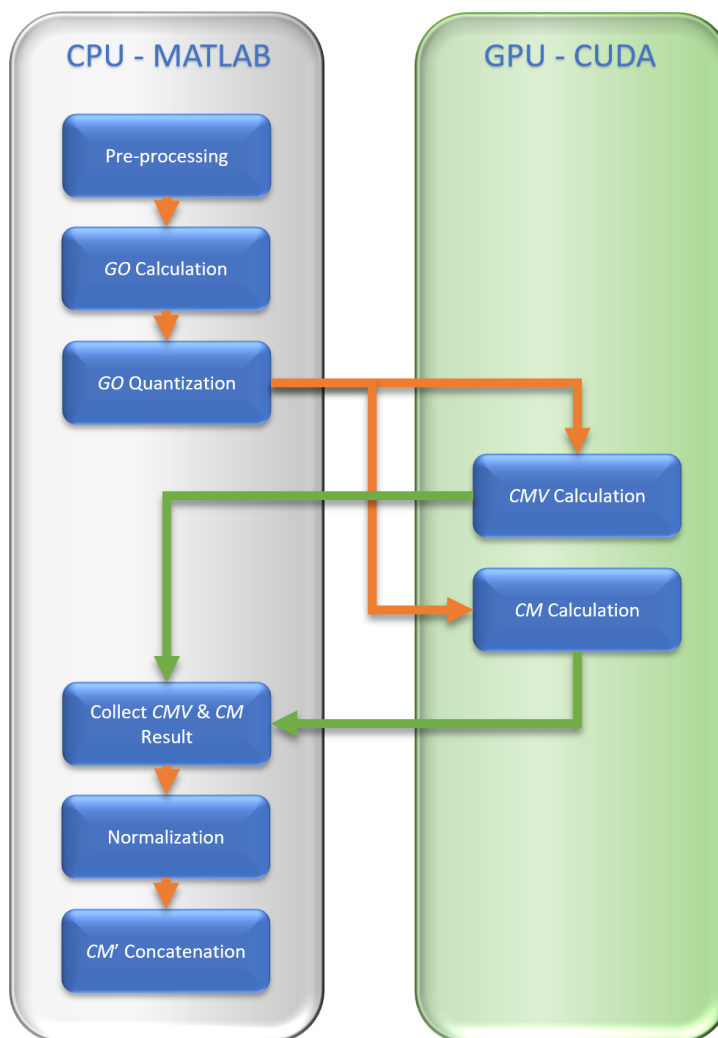 CPU - MATLAB
Pre-processing
GO Calculation
GO Quantization
Collect CMV & CM
Result
Normalization
CM' Concatenation
GPU - CUDA
CMV Calculation
CM Calculation